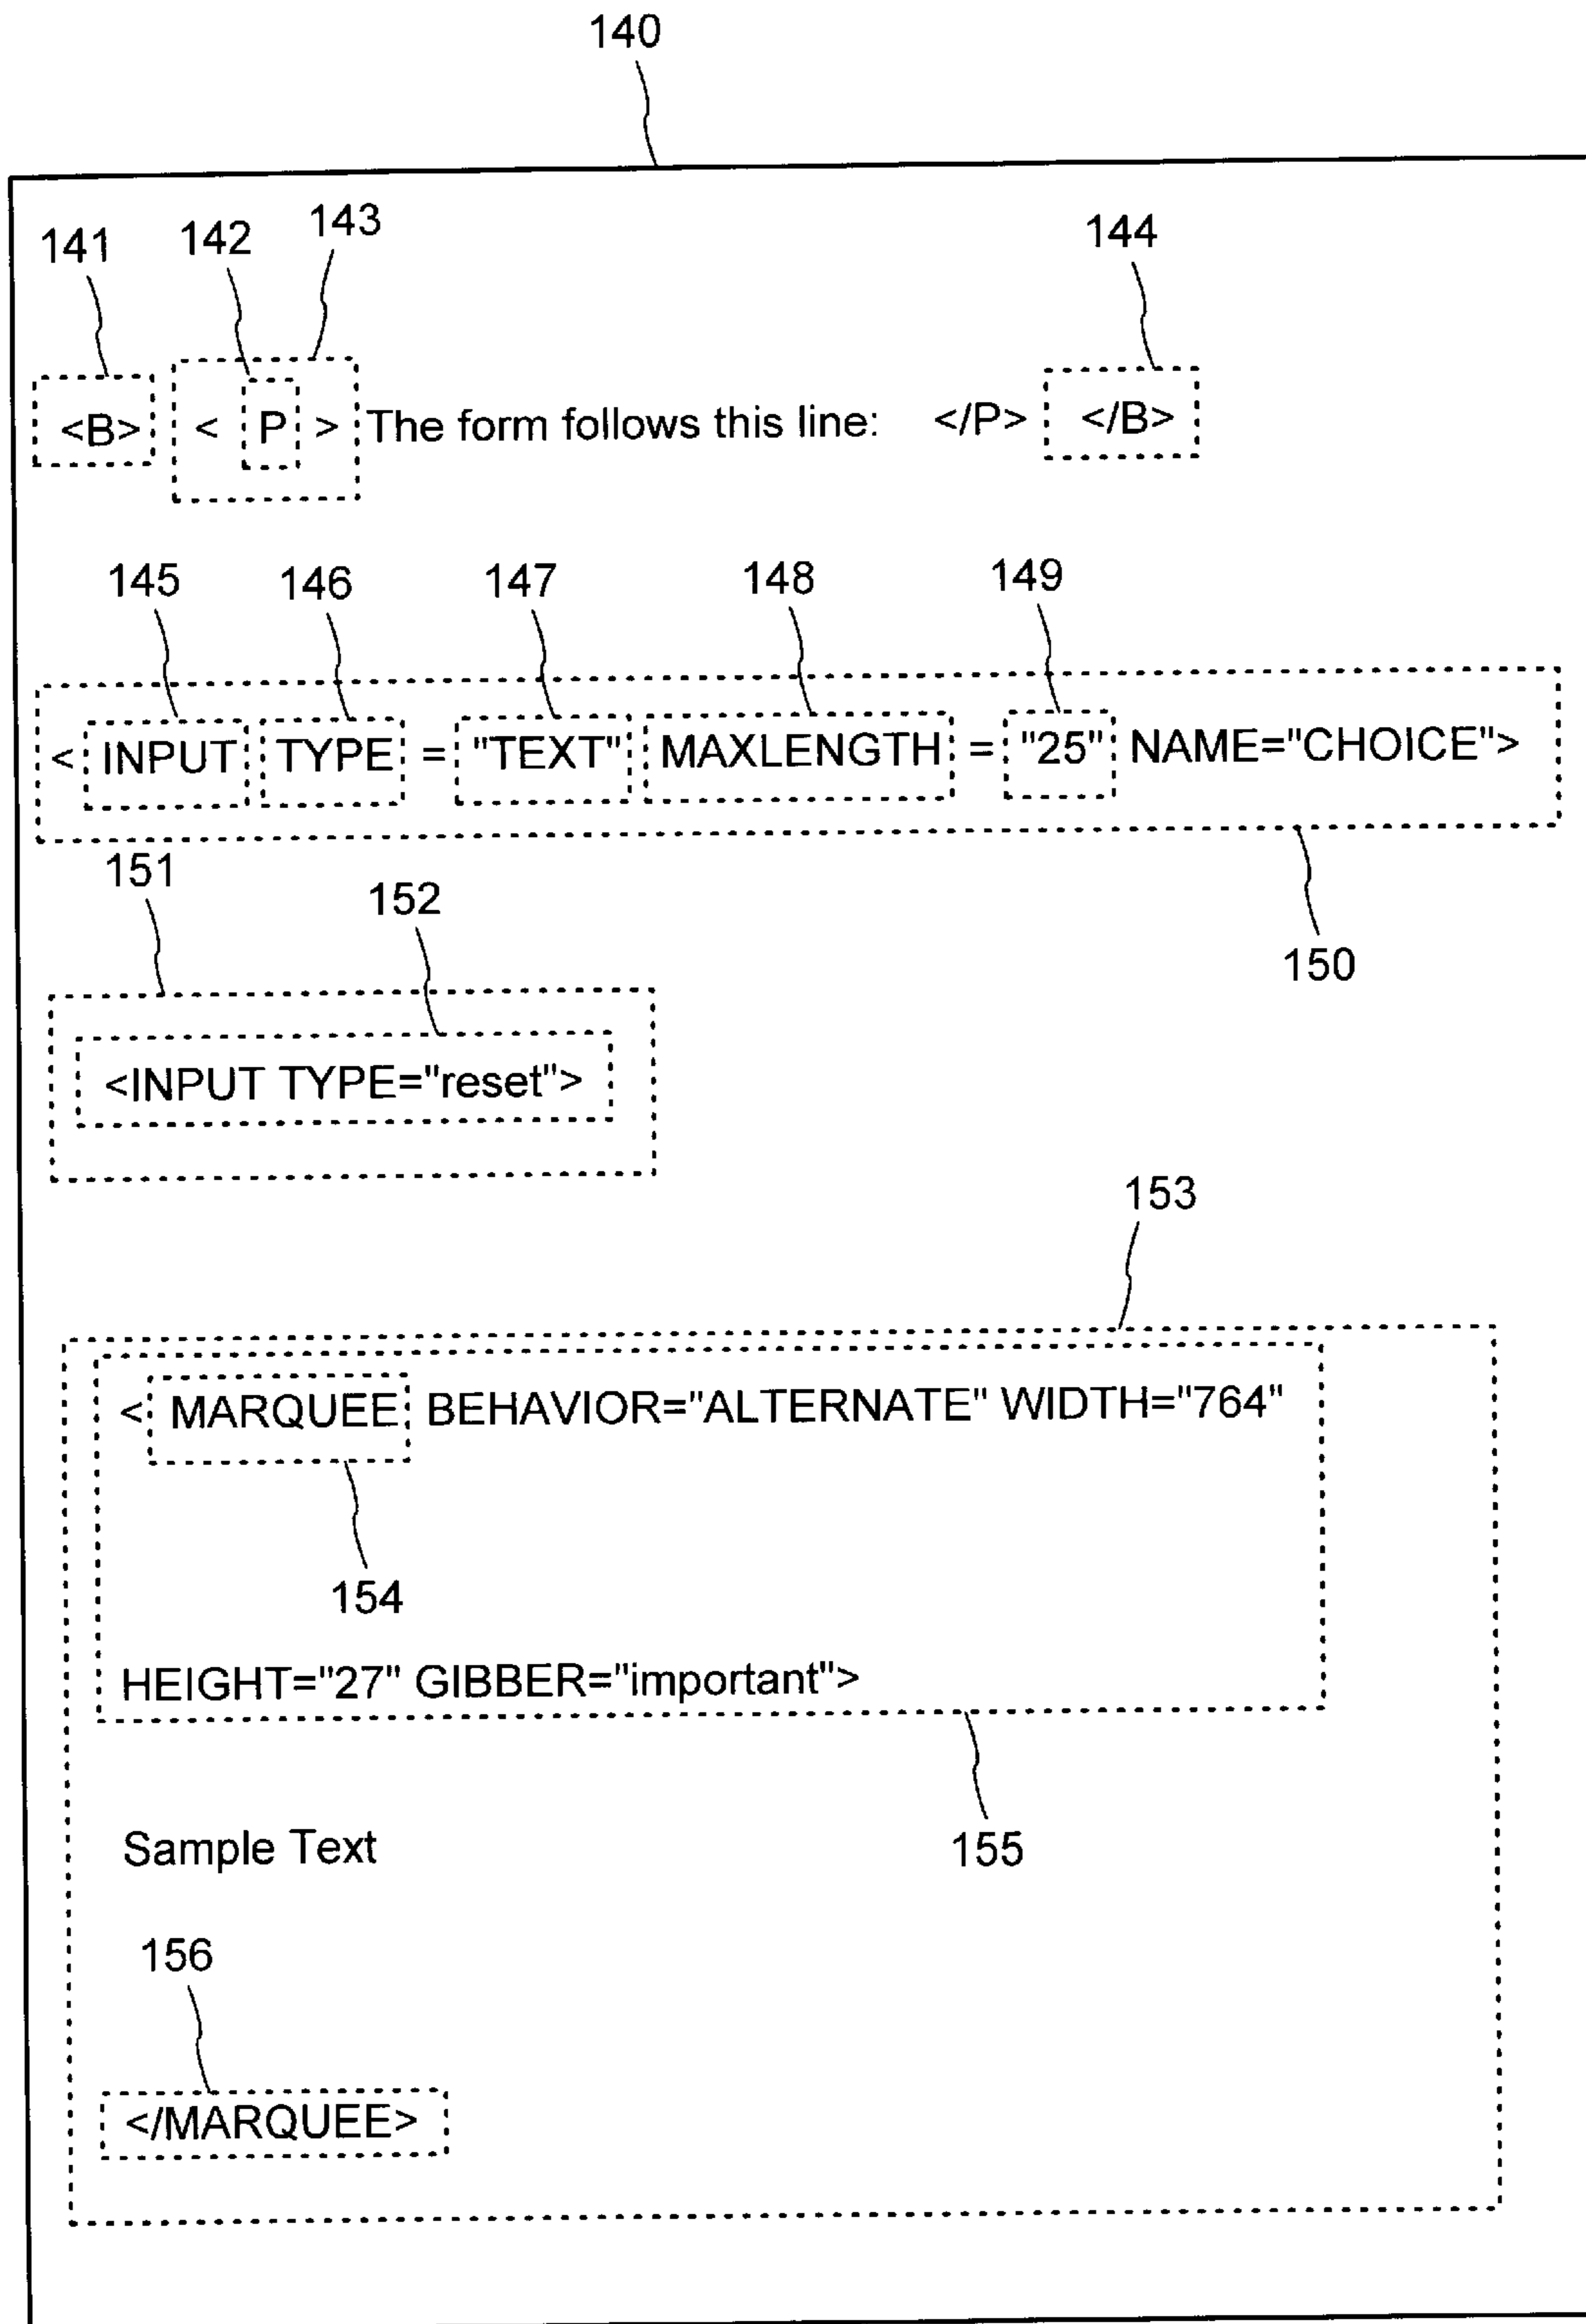 140
141 142 143 144
<B> < P > The form follows this line: </P> </B>
145 146 147 148 149
< INPUT TYPE = "TEXT" MAXLENGTH = "25" NAME="CHOICE">
150
151
152
<INPUT TYPE="reset">
153
< MARQUEE BEHAVIOR="ALTERNATE" WIDTH="764"
154
HEIGHT="27" GIBBER="important">
155
Sample Text
156
</MARQUEE>